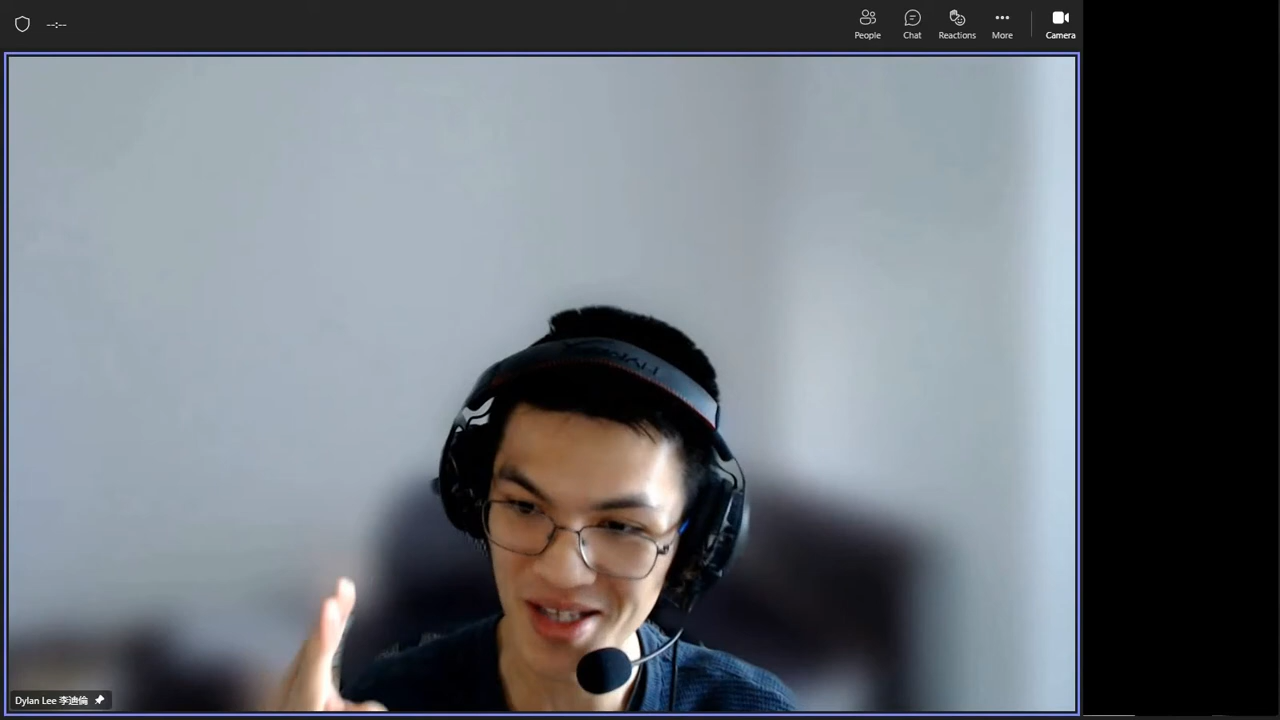 --:--
People
Chat
Reactions
More
Camera
Dylan Lee 李迪倫